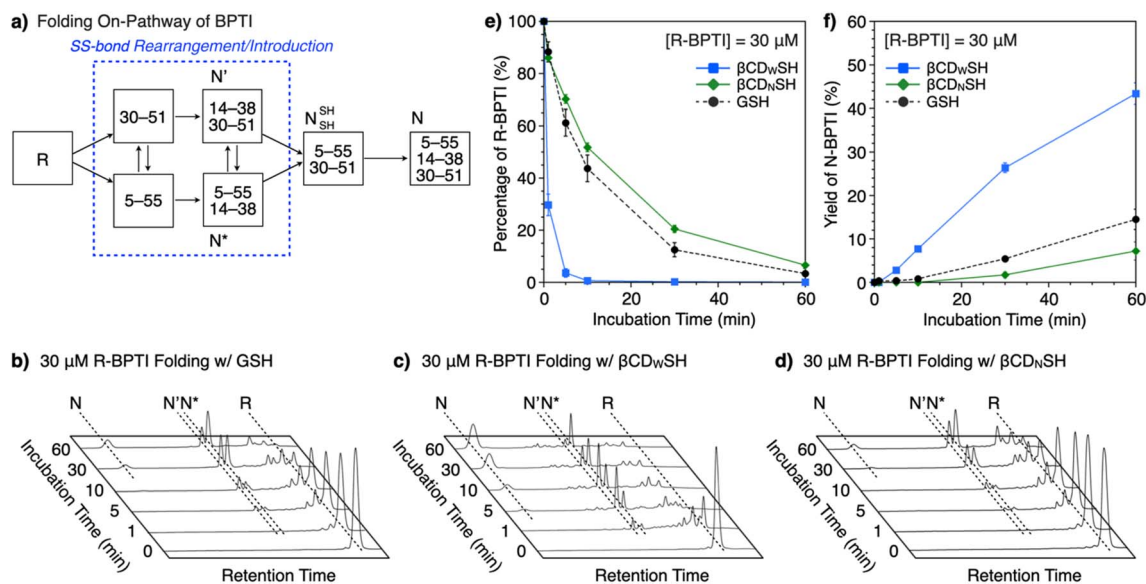 a) Folding On-Pathway of BPTI
SS-bond Rearrangement/Introduction
N'
R
30–51
14–38
30–51
5–55
5–55
14–38
N*
N SH SH
5–55
30–51
N
5–55
14–38
30–51
e)
[R-BPTI] = 30 μM
βCDWSH
βCDNSH
GSH
Percentage of R-BPTI (%)
100
80
60
40
20
0
0 20 40 60
Incubation Time (min)
f)
[R-BPTI] = 30 μM
βCDWSH
βCDNSH
GSH
Yield of N-BPTI (%)
60
50
40
30
20
10
0
0 20 40 60
Incubation Time (min)
b) 30 μM R-BPTI Folding w/ GSH
N N' N* R
60
30
10
5
1
0
Incubation Time (min)
Retention Time
c) 30 μM R-BPTI Folding w/ βCDWSH
N N' N* R
60
30
10
5
1
0
Incubation Time (min)
Retention Time
d) 30 μM R-BPTI Folding w/ βCDNSH
N N' N* R
60
30
10
5
1
0
Incubation Time (min)
Retention Time